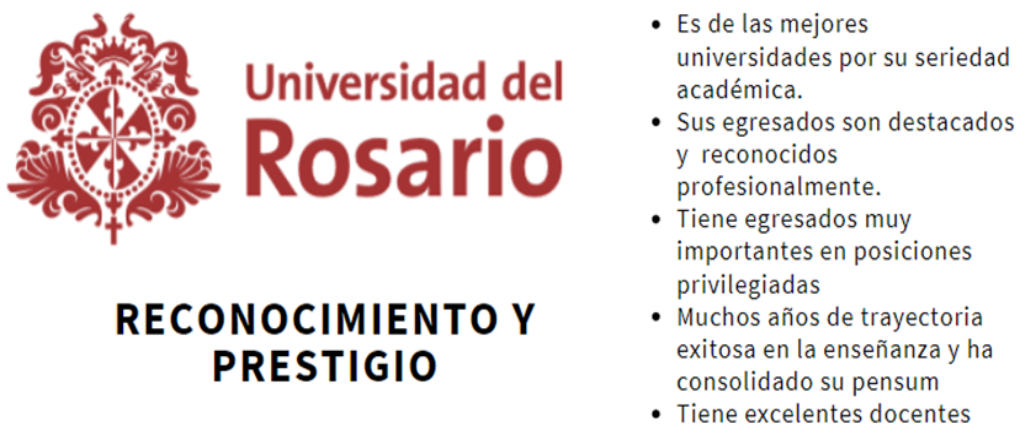 Universidad del
Rosario
RECONOCIMIENTO Y
PRESTIGIO
• Es de las mejores
universidades por su seriedad
académica.
• Sus egresados son destacados
y reconocidos
profesionalmente.
• Tiene egresados muy
importantes en posiciones
privilegiadas
• Muchos años de trayectoria
exitosa en la enseñanza y ha
consolidado su pensum
• Tiene excelentes docentes